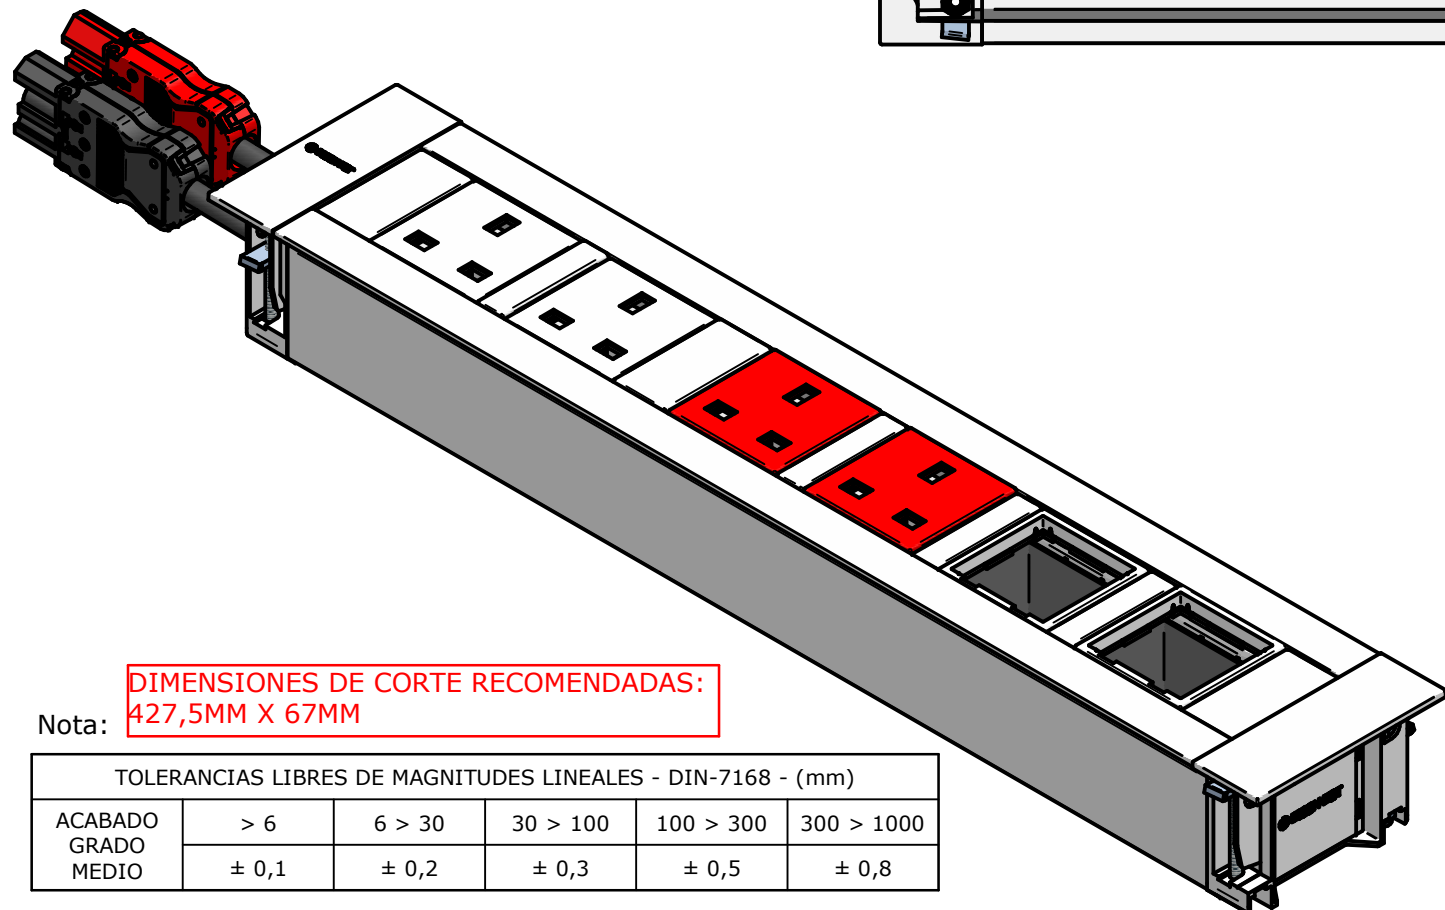 DIMENSIONES DE CORTE RECOMENDADAS:
427,5MM X 67MM
Nota:
TOLERANCIAS LIBRES DE MAGNITUDES LINEALES - DIN-7168 - (mm)
ACABADO
GRADO
MEDIO
> 6
6 > 30
30 > 100
100 > 300
300 > 1000
± 0,1
± 0,2
± 0,3
± 0,5
± 0,8